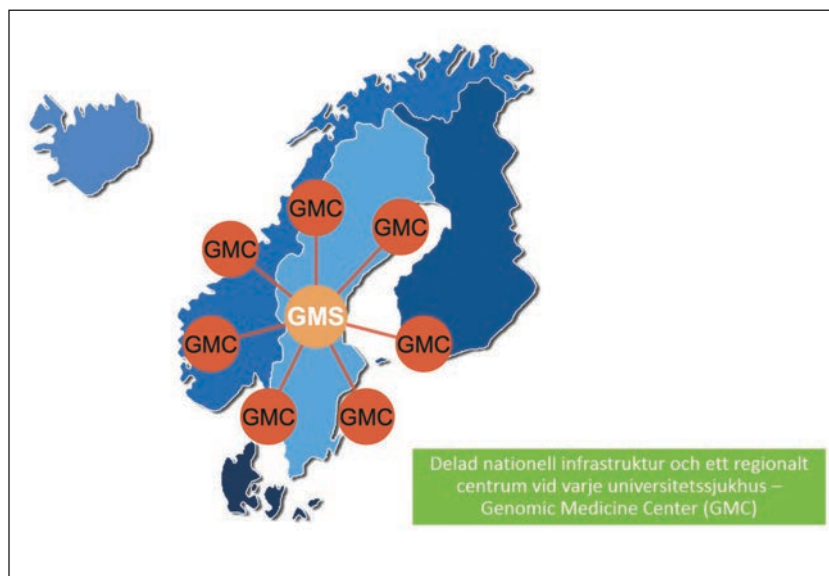 GMC
GMC
GMC
GMS
GMC
GMC
GMC
GMC
Delad nationell infrastruktur och ett regionalt
centrum vid varje universitetssjukhus –
Genomic Medicine Center (GMC)